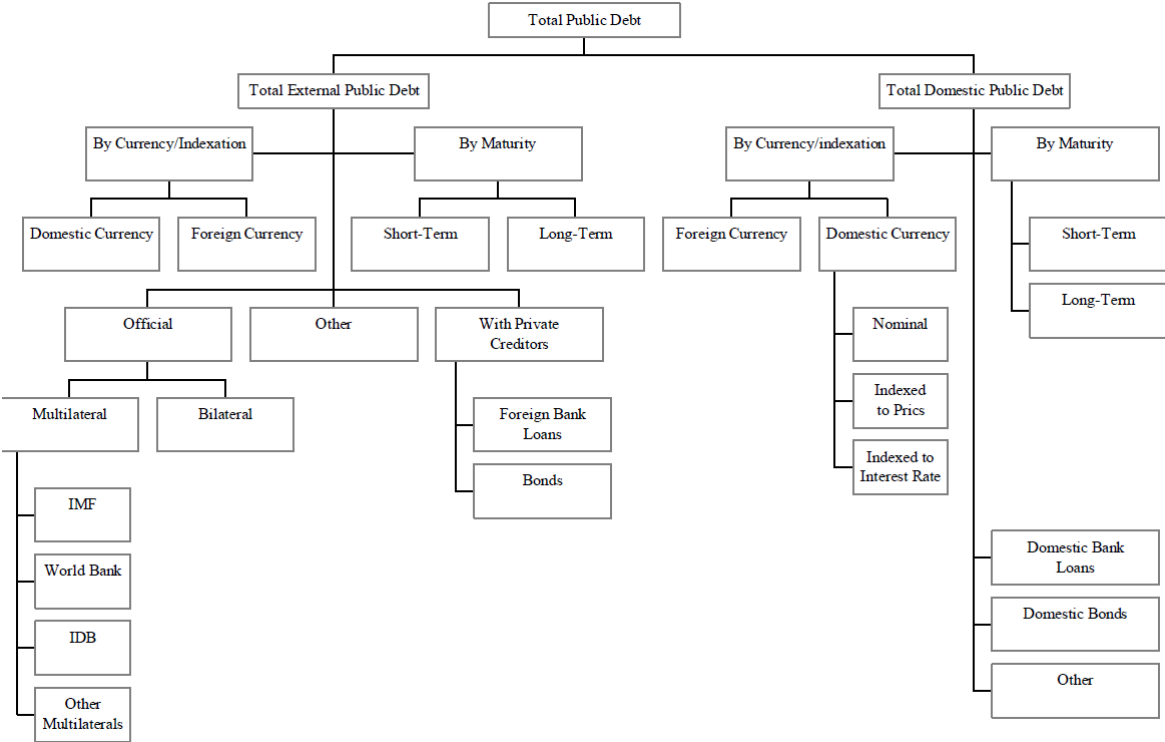 Total Public Debt
Total External Public Debt
Total Domestic Public Debt
By Currency/Indexation
By Maturity
By Currency/indexation
By Maturity
Domestic Currency
Foreign Currency
Short-Term
Long-Term
Foreign Currency
Domestic Currency
Short-Term
Long-Term
Official
Other
With Private
Creditors
Nominal
Indexed
to Prics
Indexed to
Interest Rate
Multilateral
Bilateral
Foreign Bank
Loans
Bonds
IMF
World Bank
IDB
Other
Multilaterals
Domestic Bank
Loans
Domestic Bonds
Other